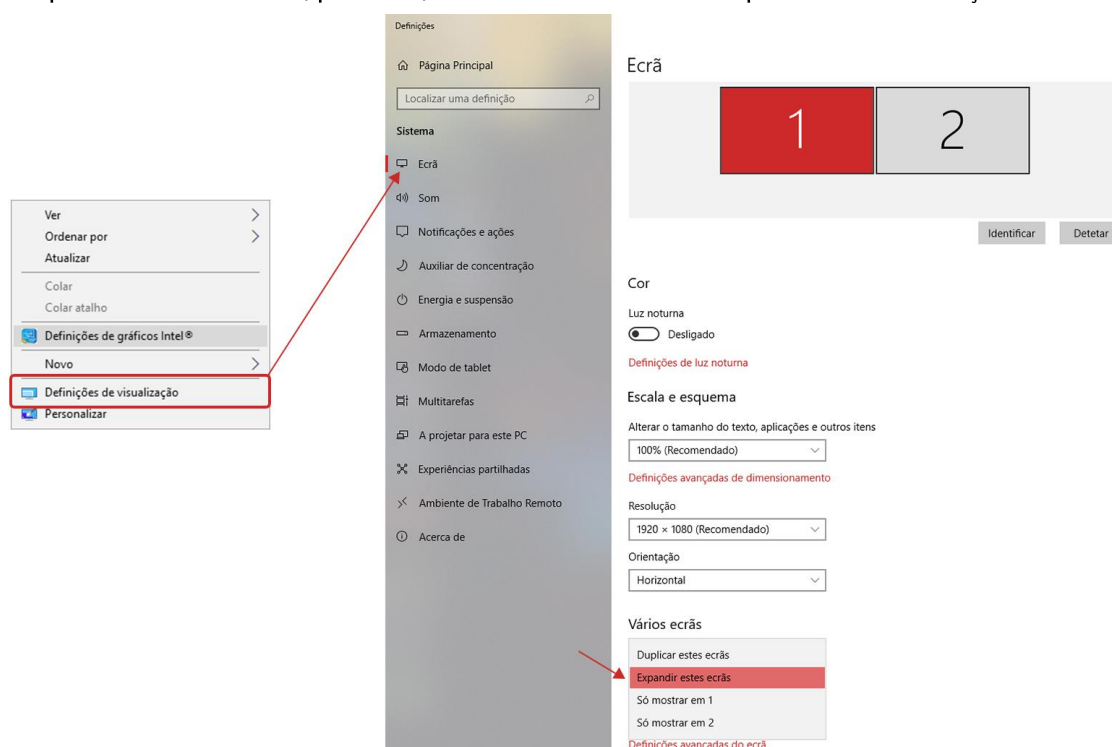 Definições
Página Principal
Localizar uma definição
Sistema
Ecrã
Som
Notificações e ações
Auxiliar de concentração
Energia e suspensão
Armazenamento
Modo de tablet
Multitarefas
A projetar para este PC
Experiências partilhadas
Ambiente de Trabalho Remoto
Acerca de
Ver
Ordenar por
Atualizar
Colar
Colar atalho
Definições de gráficos Intel®
Novo
Definições de visualização
Personalizar
Ecrã
1 2
Identificar Detetar
Cor
Luz noturna
Desligado
Definições de luz noturna
Escala e esquema
Alterar o tamanho do texto, aplicações e outros itens
100% (Recomendado)
Definições avançadas de dimensionamento
Resolução
1920 × 1080 (Recomendado)
Orientação
Horizontal
Vários ecrãs
Duplicar estes ecrãs
Expandir estes ecrãs
Só mostrar em 1
Só mostrar em 2
Definições avançadas do ecrã